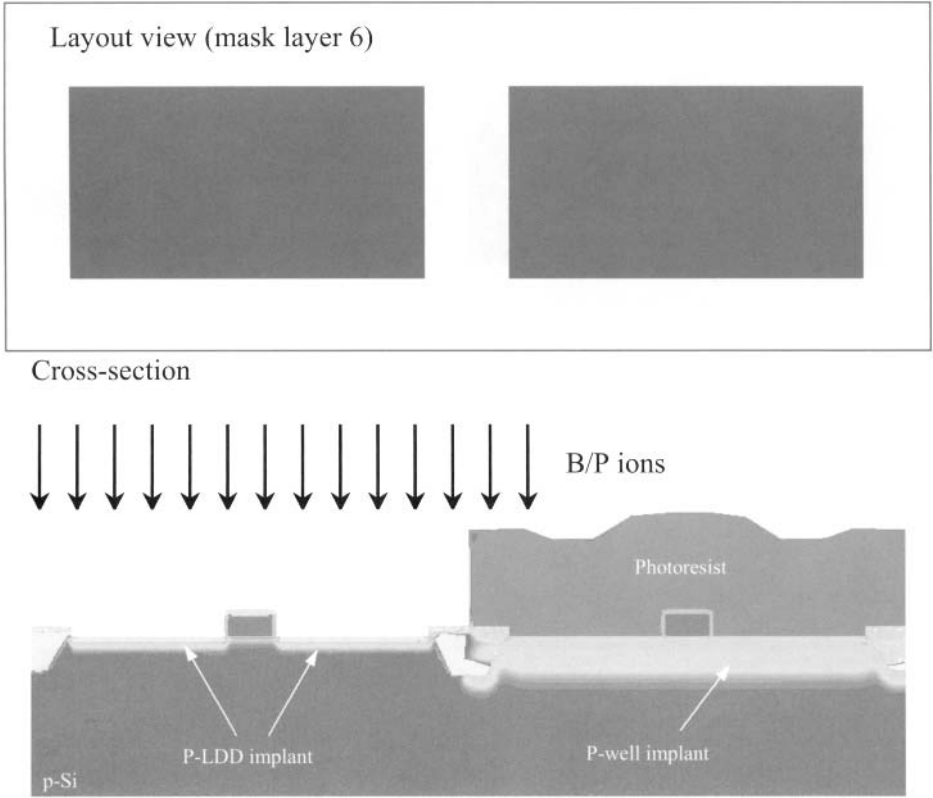 Layout view (mask layer 6)
Cross-section
B/P ions
Photoresist
P-LDD implant
P-well implant
p-Si